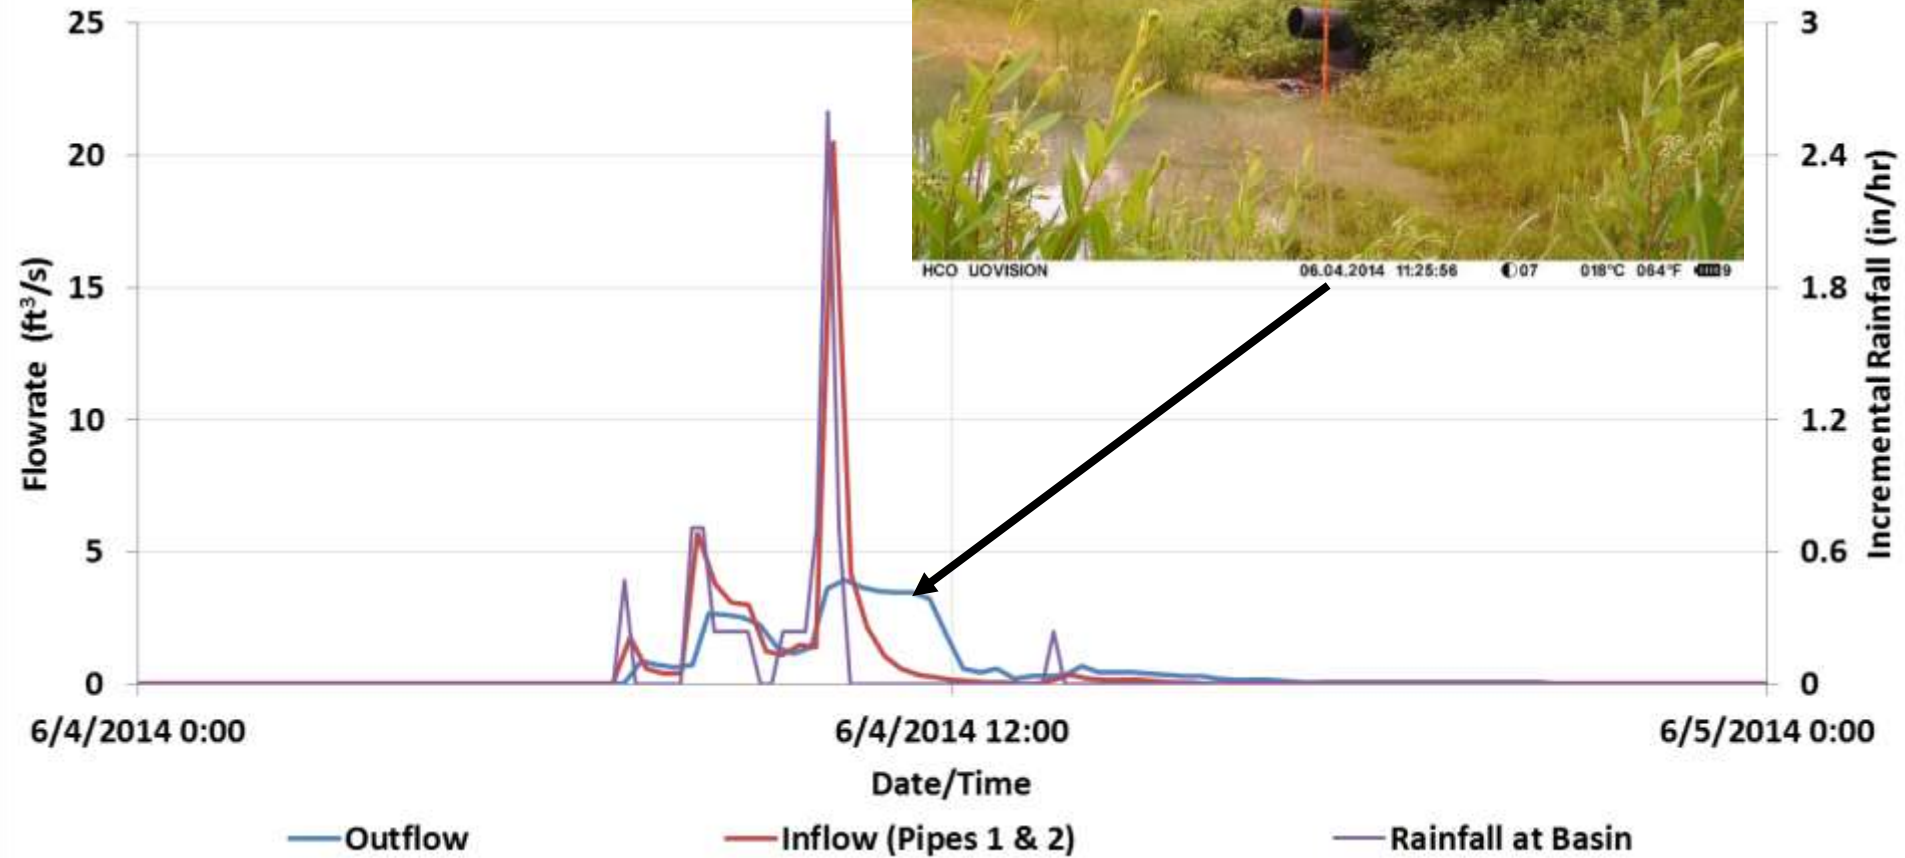 25
20
15
10
5
0
Flowrate (ft³/s)
3
2.4
1.8
1.2
0.6
0
Incremental Rainfall (in/hr)
HCO UOVISION 06.04.2014 11:25:56 07 018°C 064°F 9
6/4/2014 0:00 6/4/2014 12:00 6/5/2014 0:00
Date/Time
Outflow Inflow (Pipes 1 & 2) Rainfall at Basin